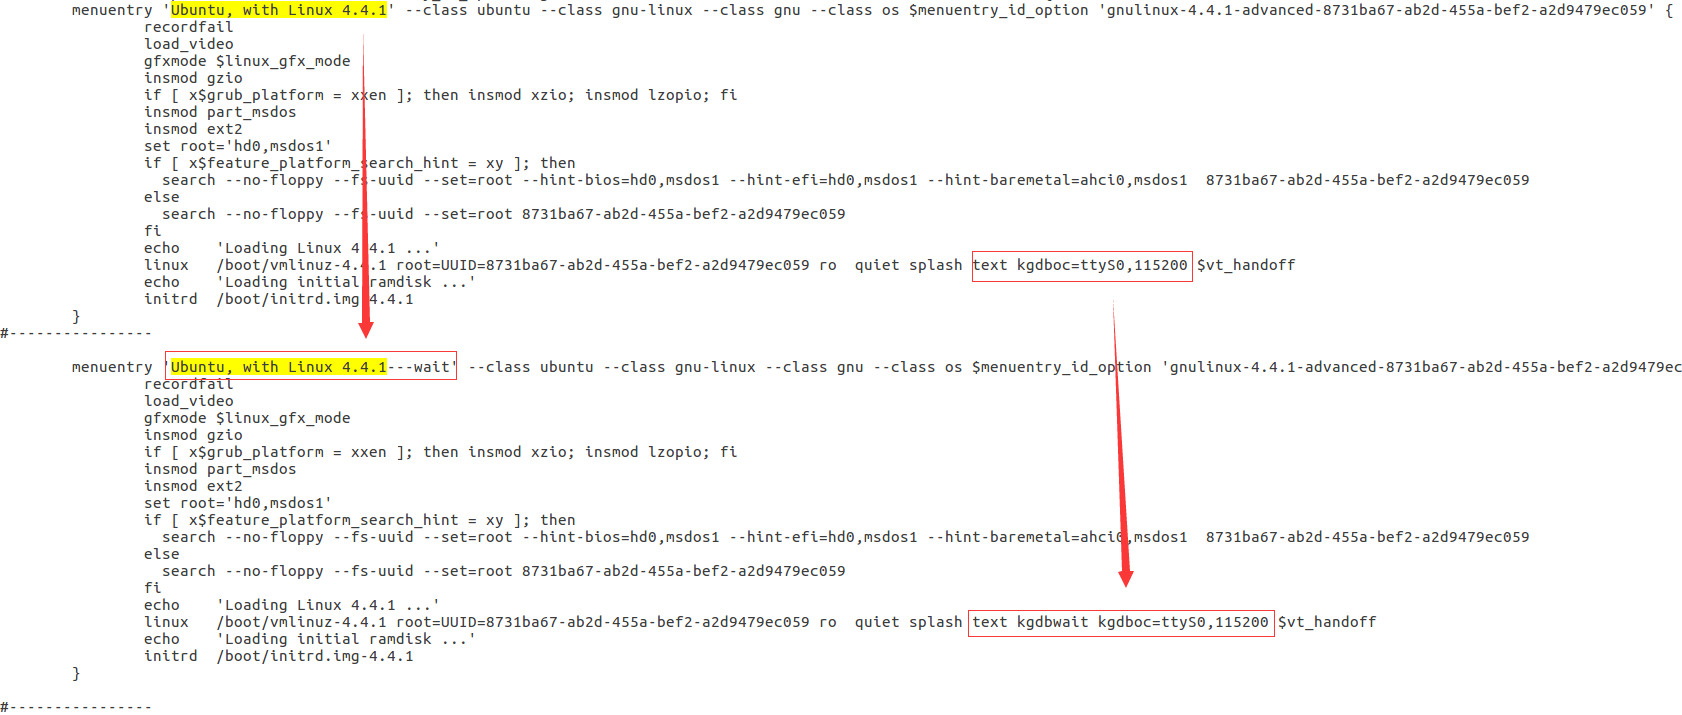 menuentry 'Ubuntu, with Linux 4.4.1' --class ubuntu --class gnu-linux --class gnu --class os $menuentry_id_option 'gnulinux-4.4.1-advanced-8731ba67-ab2d-455a-bef2-a2d9479ec059' {
recordfail
load_video
gfxmode $linux_gfx_mode
insmod gzio
if [ x$grub_platform = xxen ]; then insmod xzio; insmod lzopio; fi
insmod part_msdos
insmod ext2
set root='hd0,msdos1'
if [ x$feature_platform_search_hint = xy ]; then
search --no-floppy --fs-uuid --set=root --hint-bios=hd0,msdos1 --hint-efi=hd0,msdos1 --hint-baremetal=ahci0,msdos1  8731ba67-ab2d-455a-bef2-a2d9479ec059
else
search --no-floppy --fs-uuid --set=root 8731ba67-ab2d-455a-bef2-a2d9479ec059
fi
echo    'Loading Linux 4.4.1 ...'
linux   /boot/vmlinuz-4.4.1 root=UUID=8731ba67-ab2d-455a-bef2-a2d9479ec059 ro  quiet splash text kgdboc=ttyS0,115200 $vt_handoff
echo    'Loading initial ramdisk ...'
initrd  /boot/initrd.img-4.4.1
}
#----------------
menuentry 'Ubuntu, with Linux 4.4.1---wait' --class ubuntu --class gnu-linux --class gnu --class os $menuentry_id_option 'gnulinux-4.4.1-advanced-8731ba67-ab2d-455a-bef2-a2d9479ec
recordfail
load_video
gfxmode $linux_gfx_mode
insmod gzio
if [ x$grub_platform = xxen ]; then insmod xzio; insmod lzopio; fi
insmod part_msdos
insmod ext2
set root='hd0,msdos1'
if [ x$feature_platform_search_hint = xy ]; then
search --no-floppy --fs-uuid --set=root --hint-bios=hd0,msdos1 --hint-efi=hd0,msdos1 --hint-baremetal=ahci0,msdos1  8731ba67-ab2d-455a-bef2-a2d9479ec059
else
search --no-floppy --fs-uuid --set=root 8731ba67-ab2d-455a-bef2-a2d9479ec059
fi
echo    'Loading Linux 4.4.1 ...'
linux   /boot/vmlinuz-4.4.1 root=UUID=8731ba67-ab2d-455a-bef2-a2d9479ec059 ro  quiet splash text kgdbwait kgdboc=ttyS0,115200 $vt_handoff
echo    'Loading initial ramdisk ...'
initrd  /boot/initrd.img-4.4.1
}
#----------------